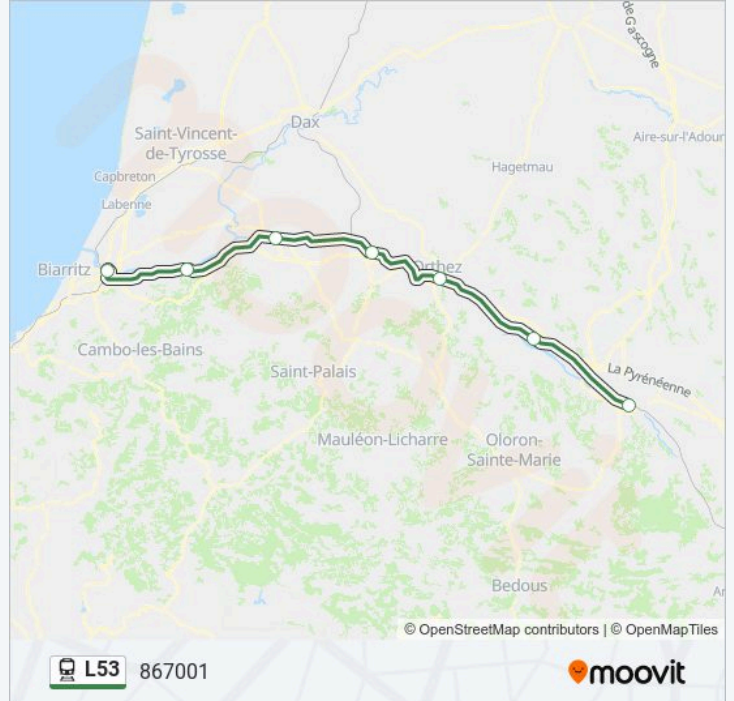 de Gascogne
Dax
Aire-sur-l'Adour
Saint-Vincent-
de-Tyrosse
Hagetmau
Capbreton
Labenne
Biarritz
Orthez
Cambo-les-Bains
Saint-Palais
La Pyrénéenne
Mauléon-Licharre
Oloron-
Sainte-Marie
Bedous
© OpenStreetMap contributors | © OpenMapTiles
L53 867001
moovit